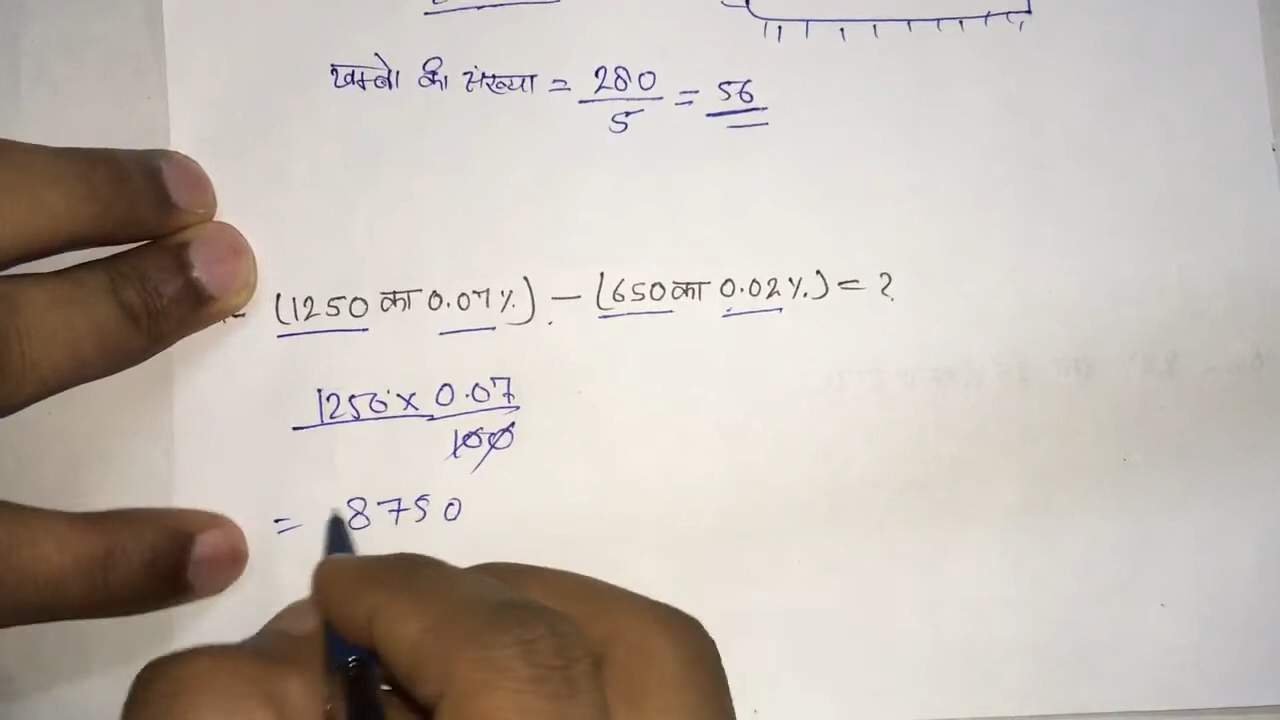 खम्बो की संख्या = 280/5 = 56
(1250 का 0.07%) - (650 का 0.02%) = ?
1250 x 0.07
100
= 8750